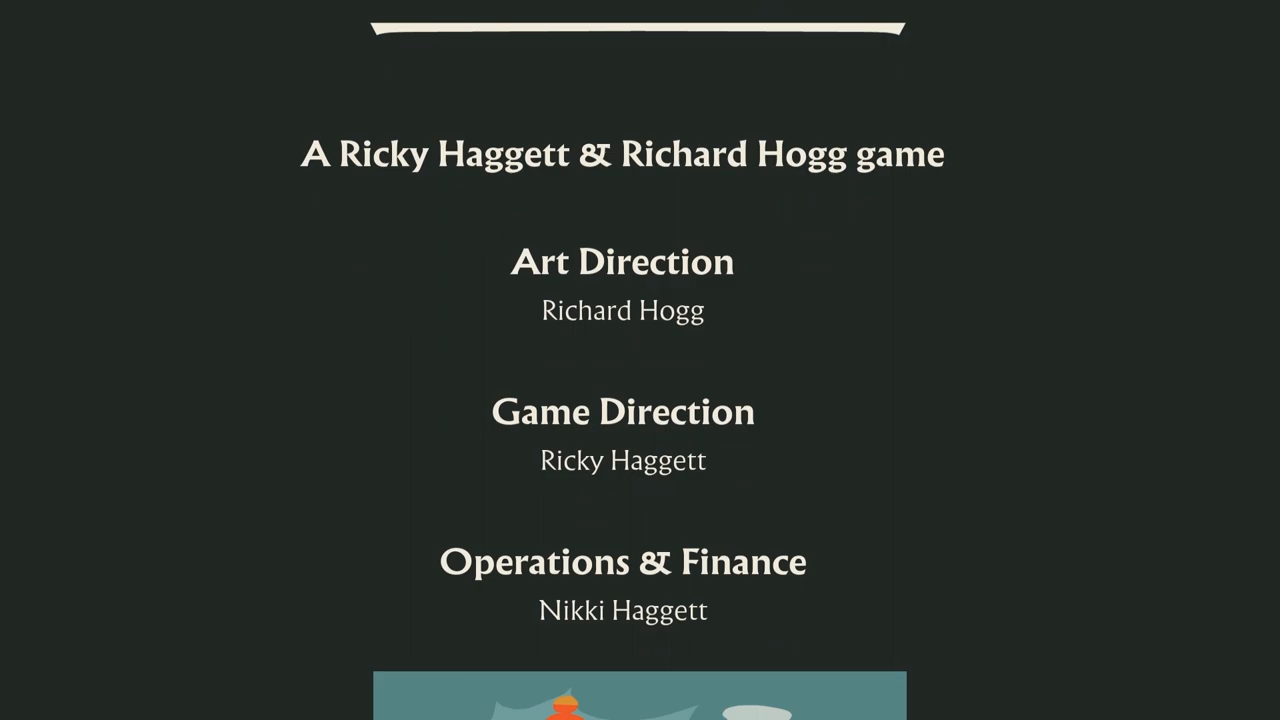 A Ricky Haggett & Richard Hogg game
Art Direction
Richard Hogg
Game Direction
Ricky Haggett
Operations & Finance
Nikki Haggett